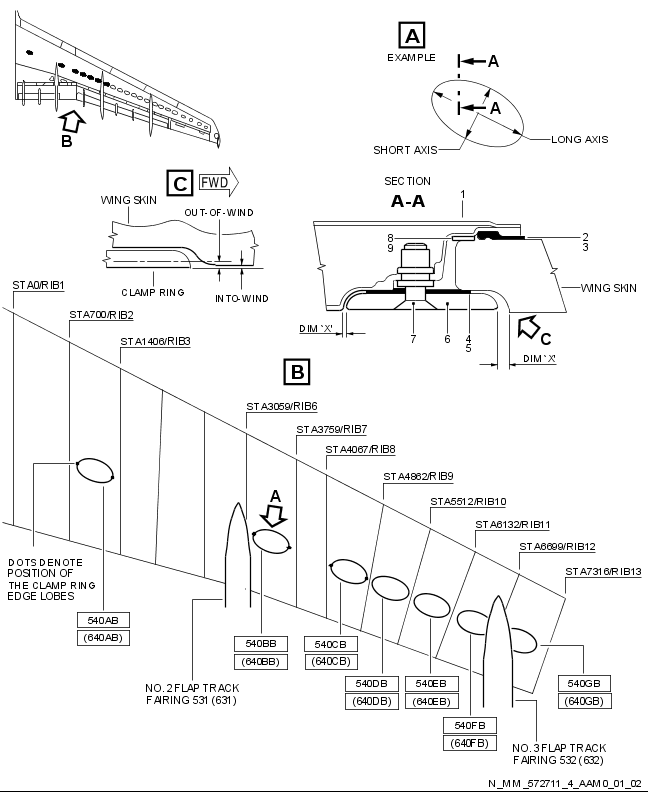 A
EXAMPLE
A
A
LONG AXIS
SHORT AXIS
B
C
FWD
WING SKIN
OUT-OF-WIND
CLAMP RING
INTO-WIND
SECTION
A-A
1
8
9
2
3
WING SKIN
DIM 'X'
7
6
4
5
C
DIM 'X'
STA0/RIB1
STA700/RIB2
STA1406/RIB3
B
STA3059/RIB6
STA3759/RIB7
STA4067/RIB8
STA4862/RIB9
STA5512/RIB10
STA6132/RIB11
STA6699/RIB12
STA7316/RIB13
A
DOTS DENOTE
POSITION OF
THE CLAMP RING
EDGE LOBES
540AB
(640AB)
540BB
(640BB)
540CB
(640CB)
540DB
(640DB)
540EB
(640EB)
540FB
(640FB)
540GB
(640GB)
NO.2 FLAP TRACK
FAIRING 531 (631)
NO.3 FLAP TRACK
FAIRING 532 (632)
N_MM_572711_4_AAM0_01_02